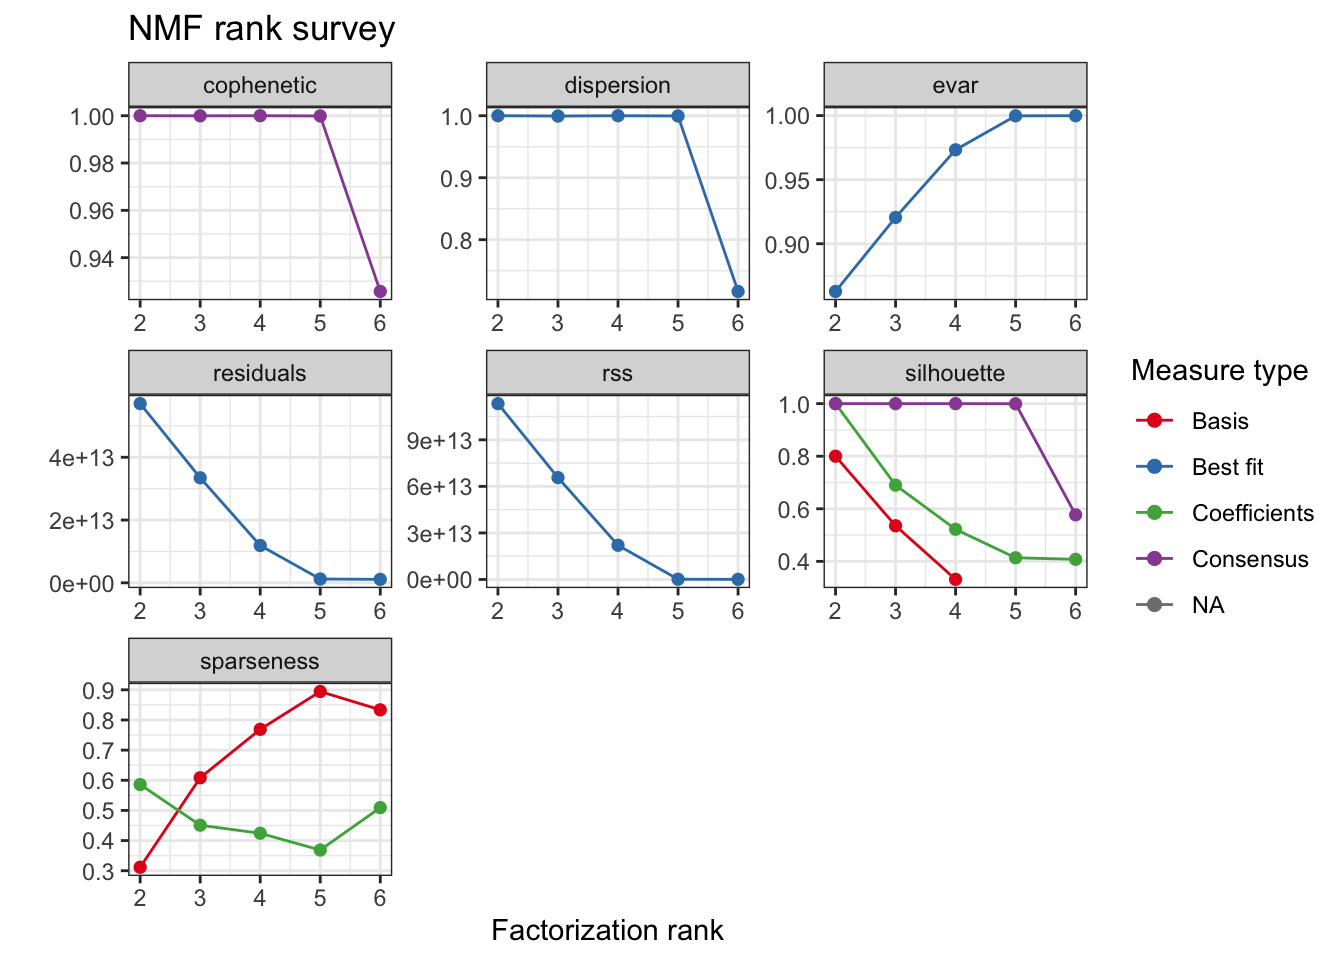 NMF rank survey
cophenetic
dispersion
evar
1.00
0.98
0.96
0.94
1.0
0.9
0.8
1.00
0.95
0.90
2 3 4 5 6
2 3 4 5 6
2 3 4 5 6
residuals
rss
silhouette
4e+13
2e+13
0e+00
9e+13
6e+13
3e+13
0e+00
1.0
0.8
0.6
0.4
2 3 4 5 6
2 3 4 5 6
2 3 4 5 6
Measure type
Basis
Best fit
Coefficients
Consensus
NA
sparseness
0.9
0.8
0.7
0.6
0.5
0.4
0.3
2 3 4 5 6
Factorization rank